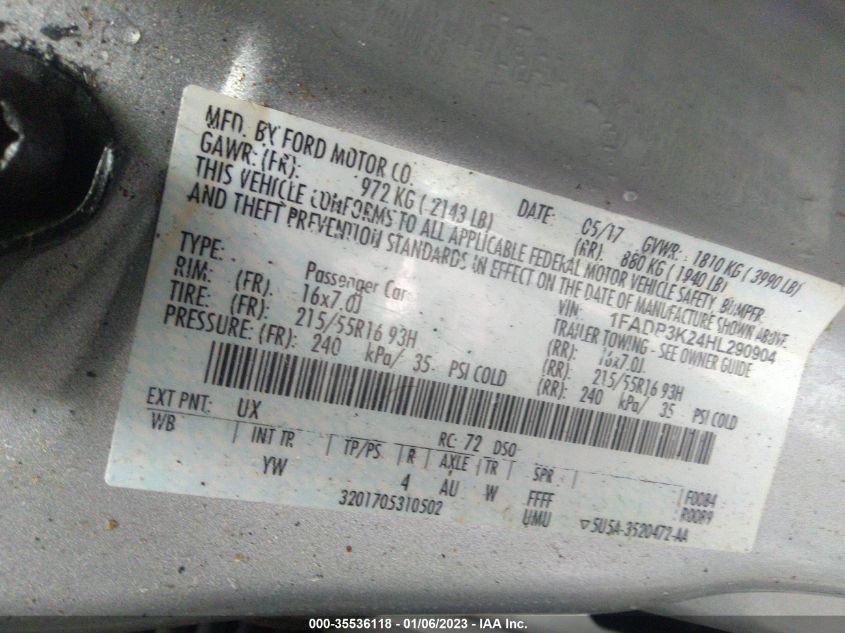 MFD. BY FORD MOTOR CO.
DATE: 05/17 GVWR: 1810 KG ( 3990 LB)
GAWR: (FR): 972 KG ( 2143 LB) (RR): 880 KG ( 1940 LB)
THIS VEHICLE CONFORMS TO ALL APPLICABLE FEDERAL MOTOR VEHICLE SAFETY, BUMPER,
AND THEFT PREVENTION STANDARDS IN EFFECT ON THE DATE OF MANUFACTURE SHOWN ABOVE.
VIN: 1FADP3K24HL290904
TYPE: Passenger Car TRAILER TOWING - SEE OWNER GUIDE
RIM: (FR): 16x7.0J (RR): 16x7.0J
TIRE: (FR): 215/55R16 93H (RR): 215/55R16 93H
PRESSURE: (FR): 240 kPa/ 35 PSI COLD (RR): 240 kPa/ 35 PSI COLD
EXT PNT: UX RC: 72 DSO
WB INT TR TP/PS R AXLE TR SPR F0084
YW 4 AU W FFFF R0089
3201705310502 UMU ▽5U5A-3520472-AA
000-35536118 - 01/06/2023 - IAA Inc.